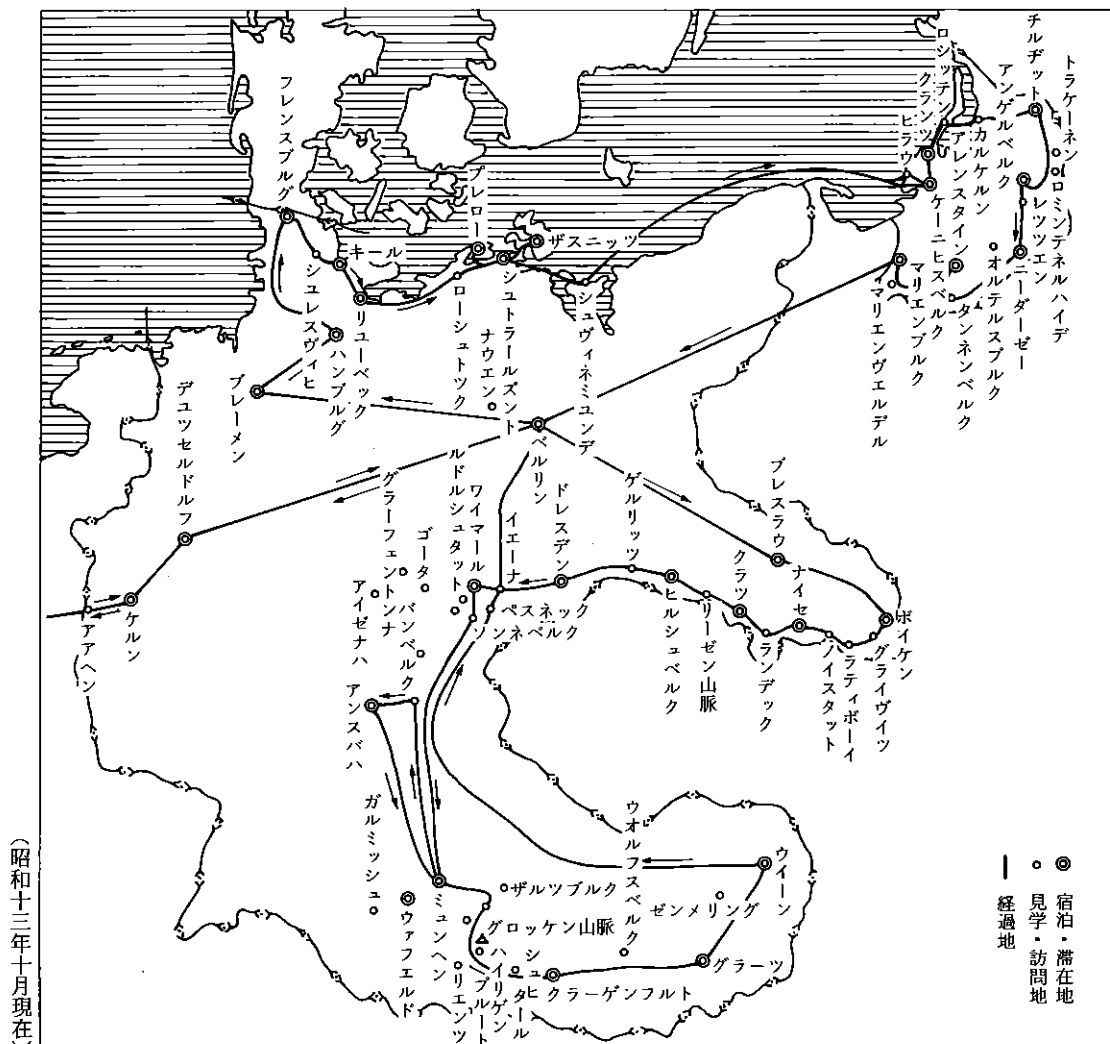 トラケーネン
チルヂット
ロミンテネルハイデ
アンゲルベルク
レッツエン
ニーダーゼー
カルケルン
オルテルスブルク
ロシッテン
アレンスタイン
タンネンベルク
クランツ
ケーニヒスベルク
ヒラウ
マリエンブルク
マリエンヴェルデル
フレンスブルグ
シュレスヴィヒ
キール
リューベック
ハンブルグ
ブレーメン
プレロー
ローシュトック
ザスニッツ
シュトラールズント
シュヴィネミュンデ
ナウエン
ベルリン
デュッセルドルフ
ケルン
アアヘン
グラーフェントンナ
ゴータ
アイゼナハ
バンベルク
アンスバハ
ルドルシュタット
ワイマール
イエーナ
ペスネック
ソンネベルク
ドレスデン
ゲルリッツ
ヒルシュベルク
リーゼン山脈
クラツ
ランデック
ブレスラウ
ナイセ
ノイスタット
ラティボーイ
グライヴイツ
ボイケン
ガルミッシュ
ウァフエルド
ミュンヘン
ザルツブルク
グロッケン山脈
ハイリゲンブルート
リエンツ
シュタール
ヒクラーゲンフルト
ウオルフスベルク
ゼンメリング
グラーツ
ウイーン
◎ 宿泊・滞在地
○ 見学・訪問地
| 経過地
(昭和十三年十月現在)